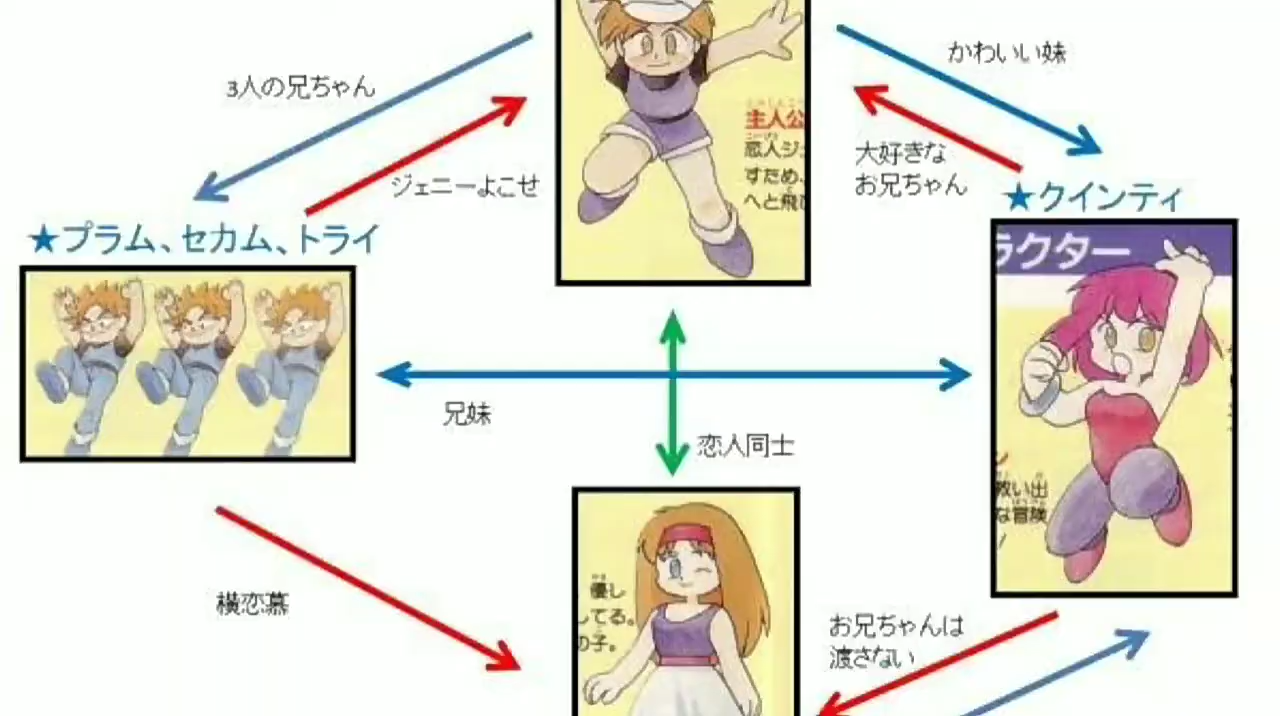 3人の兄ちゃん
かわいい妹
ジェニーよこせ
大好きな
お兄ちゃん
主人公
恋人ジェ
すため、
へと飛び
★プラム、セカム、トライ
★クインティ
ラクター
兄妹
恋人同士
救い出
な冒険
横恋慕
優し
してる。
の子。
お兄ちゃんは
渡さない